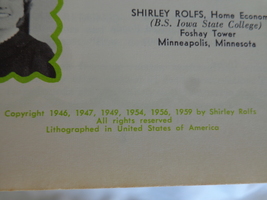 SHIRLEY ROLFS, Home Econom
(B.S. Iowa State College)
Foshay Tower
Minneapolis, Minnesota
Copyright 1946, 1947, 1949, 1954, 1956, 1959 by Shirley Rolfs
All rights reserved
Lithographed in United States of America